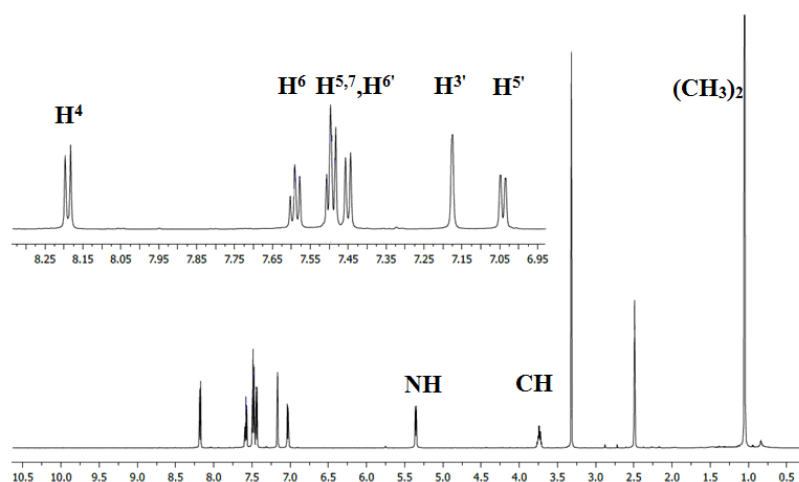 H⁴
H⁶ H⁵,⁷,H⁶' H³' H⁵' (CH3)₂
8.25 8.15 8.05 7.95 7.85 7.75 7.65 7.55 7.45 7.35 7.25 7.15 7.05 6.95
NH CH
10.5 10.0 9.5 9.0 8.5 8.0 7.5 7.0 6.5 6.0 5.5 5.0 4.5 4.0 3.5 3.0 2.5 2.0 1.5 1.0 0.5